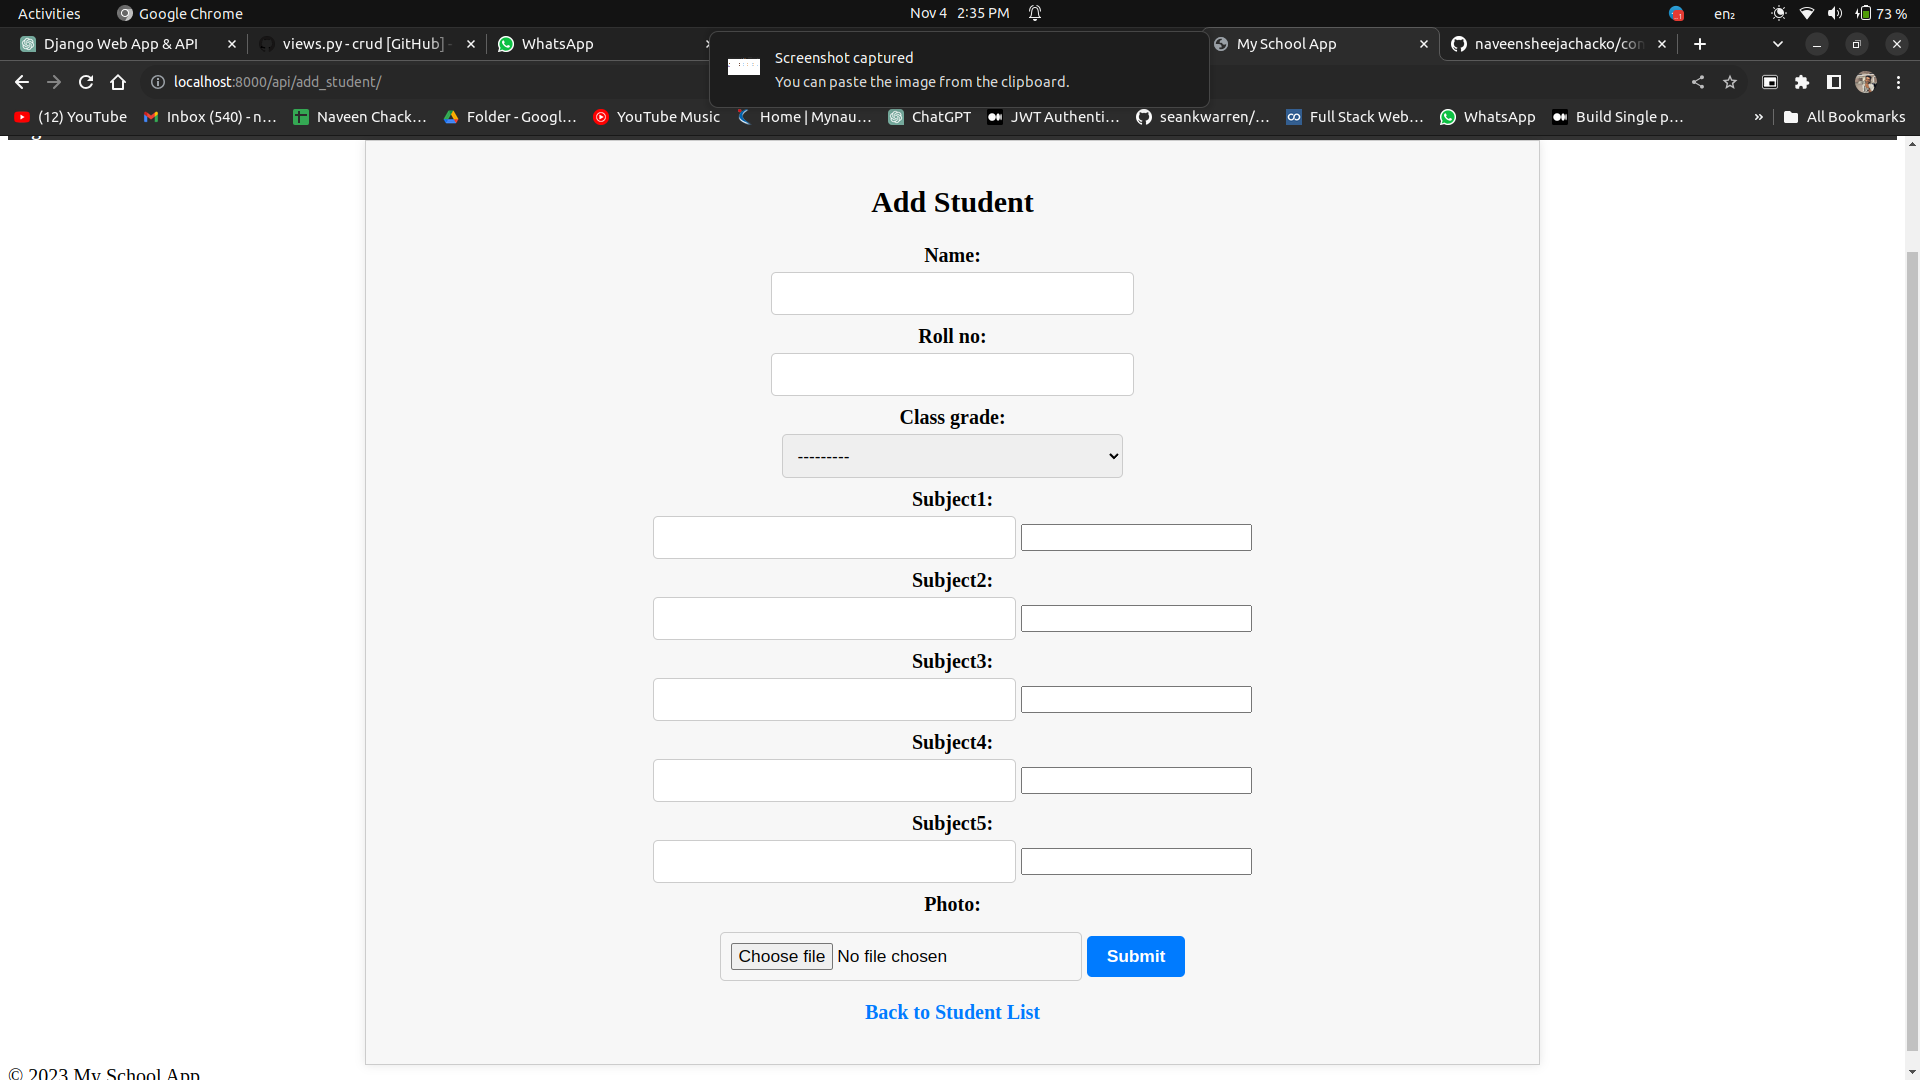 Activities Google Chrome Nov 4 2:35 PM en₂ 73 %
Django Web App & API views.py - crud [GitHub] - WhatsApp My School App naveensheejachacko/con
Screenshot captured
You can paste the image from the clipboard.
localhost:8000/api/add_student/
(12) YouTube Inbox (540) - n... Naveen Chack... Folder - Googl... YouTube Music Home | Mynau... ChatGPT JWT Authenti... seankwarren/... Full Stack Web... WhatsApp Build Single p... » All Bookmarks
Add Student
Name:
Roll no:
Class grade:
---------
Subject1:
Subject2:
Subject3:
Subject4:
Subject5:
Photo:
Choose file No file chosen Submit
Back to Student List
© 2023 My School App